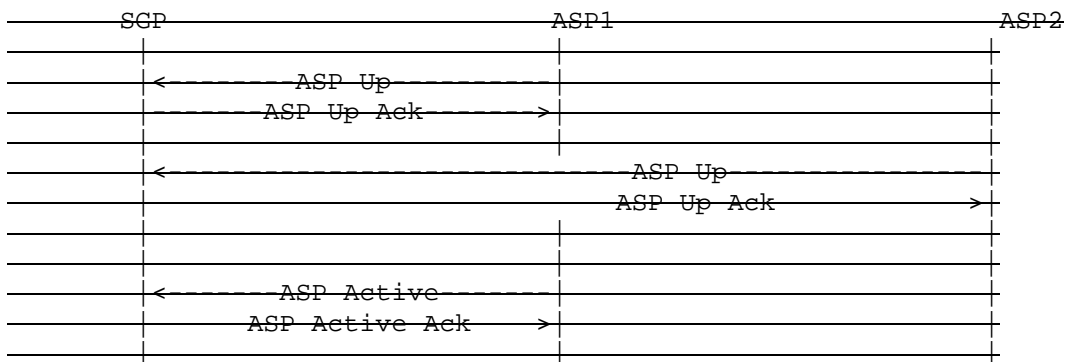 SGP ASP1 ASP2
| | |
|<--------ASP Up----------| |
|-------ASP Up Ack------->| |
| | |
|<-----------------------------ASP Up----------------|
| ASP Up Ack >|
| | |
| | |
|<-------ASP Active-------| |
| ASP Active Ack >| |
| | |